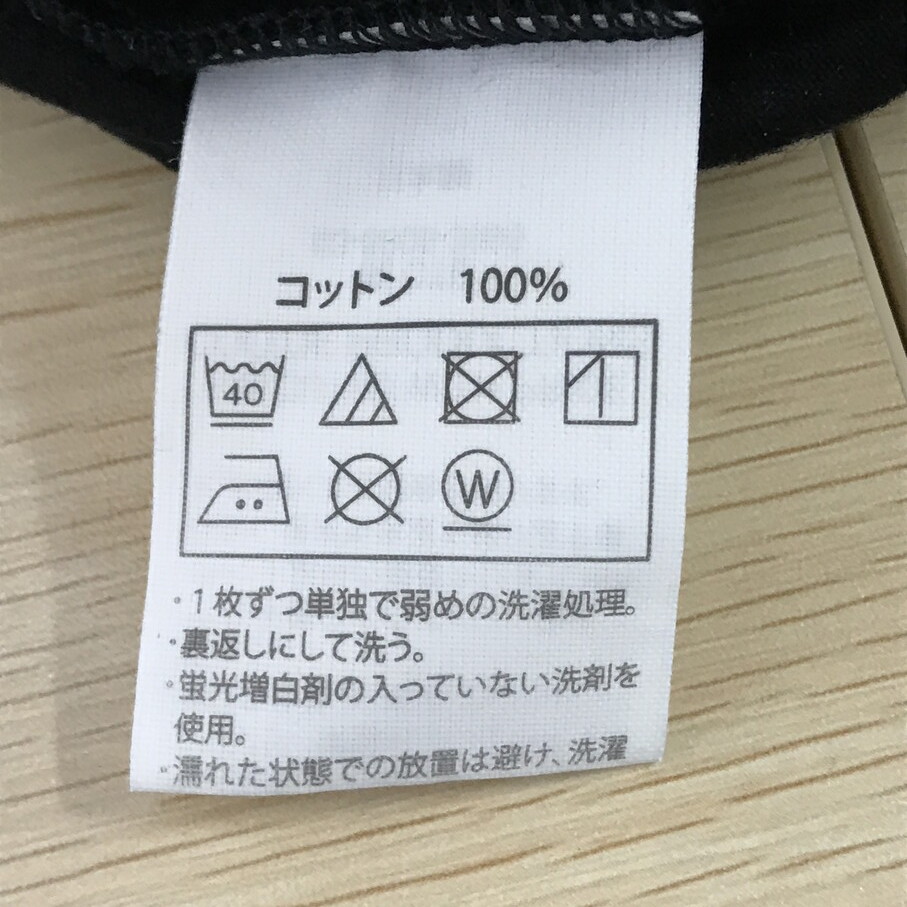 コットン 100%
40
W
・1枚ずつ単独で弱めの洗濯処理。
・裏返しにして洗う。
・蛍光増白剤の入っていない洗剤を
使用。
・濡れた状態での放置は避け、洗濯